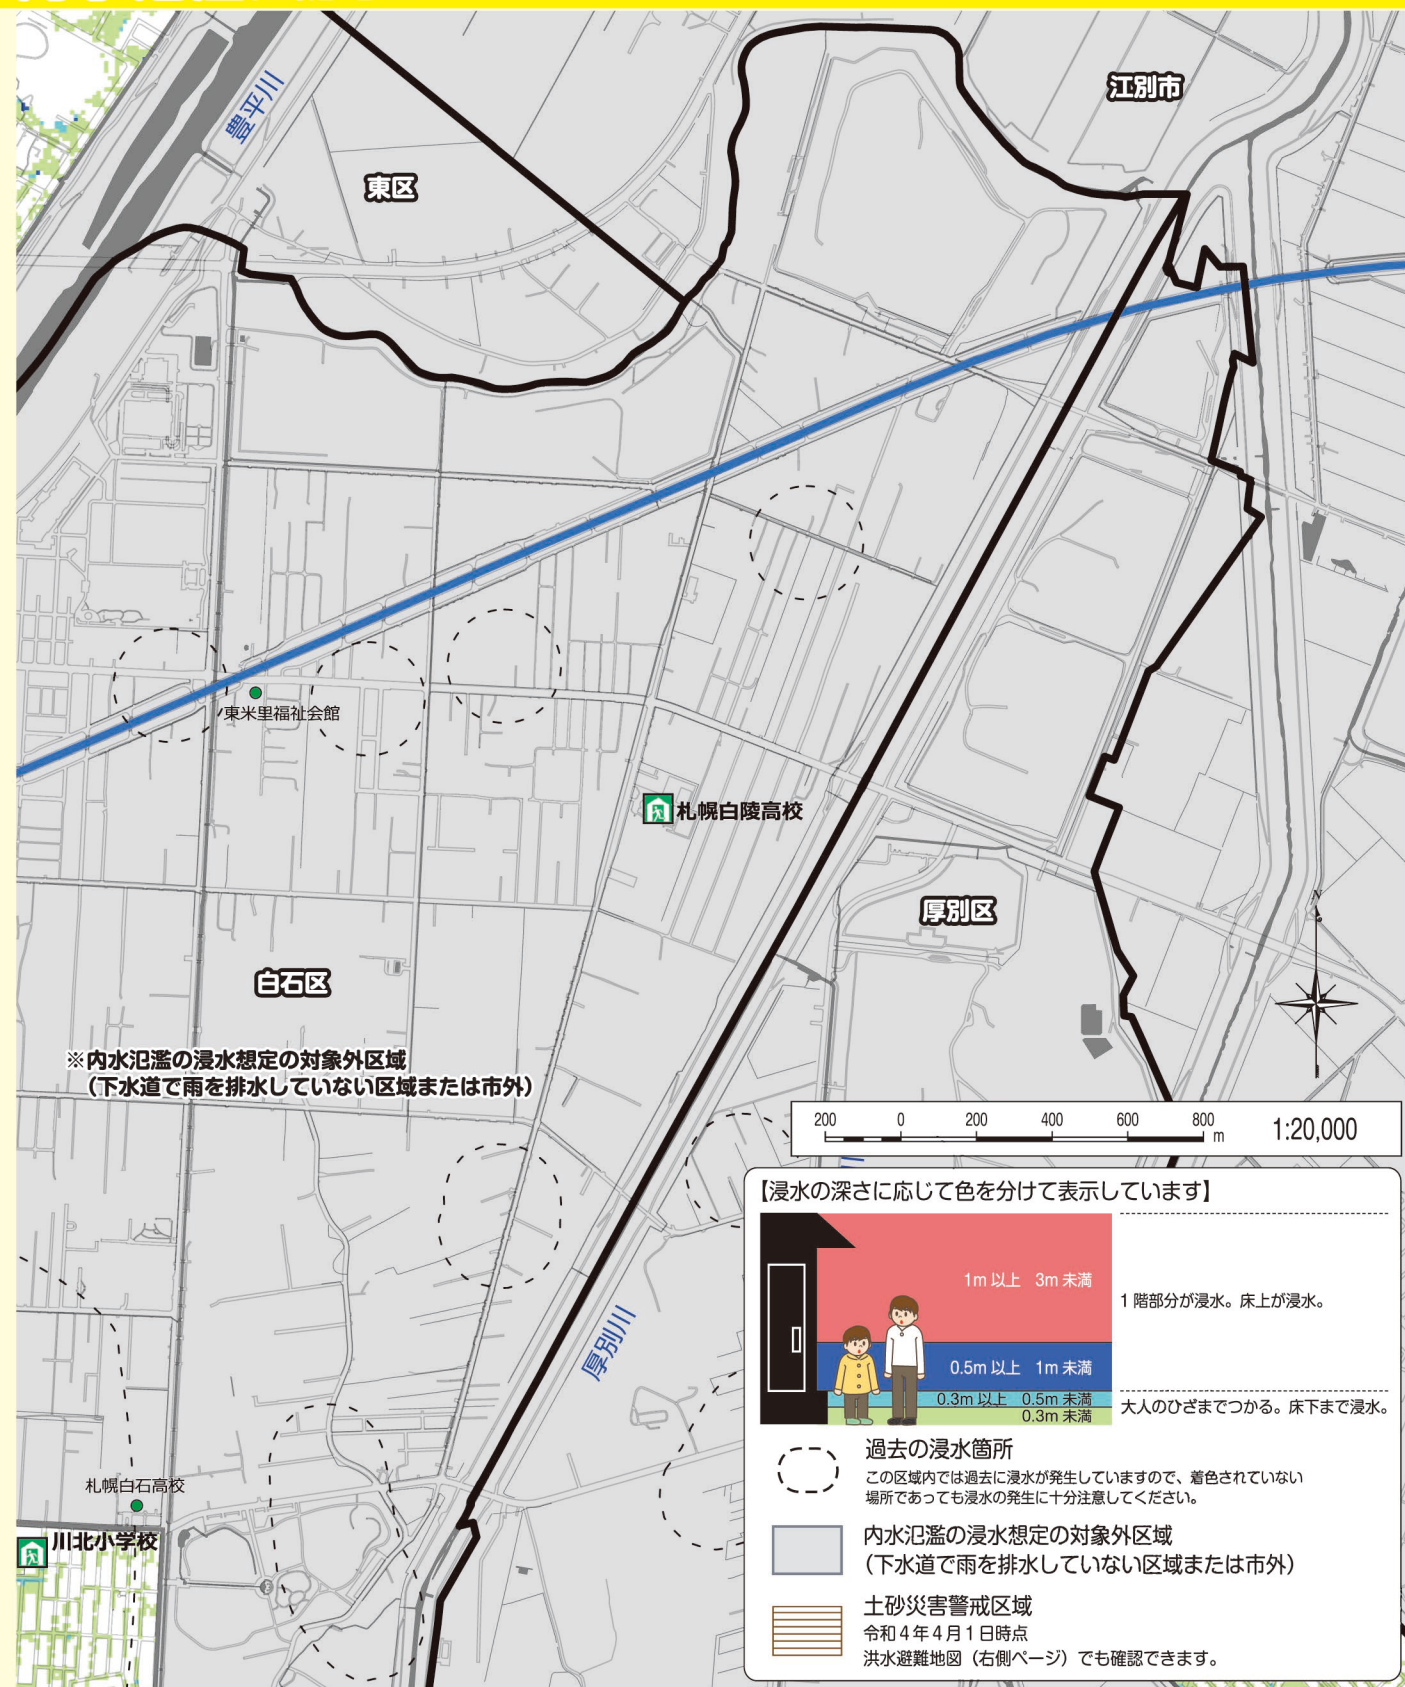 豊平川
江別市
東区
東米里福祉会館
札幌白陵高校
厚別区
白石区
※内水氾濫の浸水想定の対象外区域
(下水道で雨を排水していない区域または市外)
N
200 0 200 400 600 800 m 1:20,000
【浸水の深さに応じて色を分けて表示しています】
1m 以上 3m 未満
1 階部分が浸水。床上が浸水。
0.5m 以上 1m 未満
0.3m 以上 0.5m 未満
大人のひざまでつかる。床下まで浸水。
0.3m 未満
厚別川
過去の浸水箇所
この区域内では過去に浸水が発生していますので、着色されていない
場所であっても浸水の発生に十分注意してください。
札幌白石高校
川北小学校
内水氾濫の浸水想定の対象外区域
(下水道で雨を排水していない区域または市外)
土砂災害警戒区域
令和4年4月1日時点
洪水避難地図(右側ページ)でも確認できます。